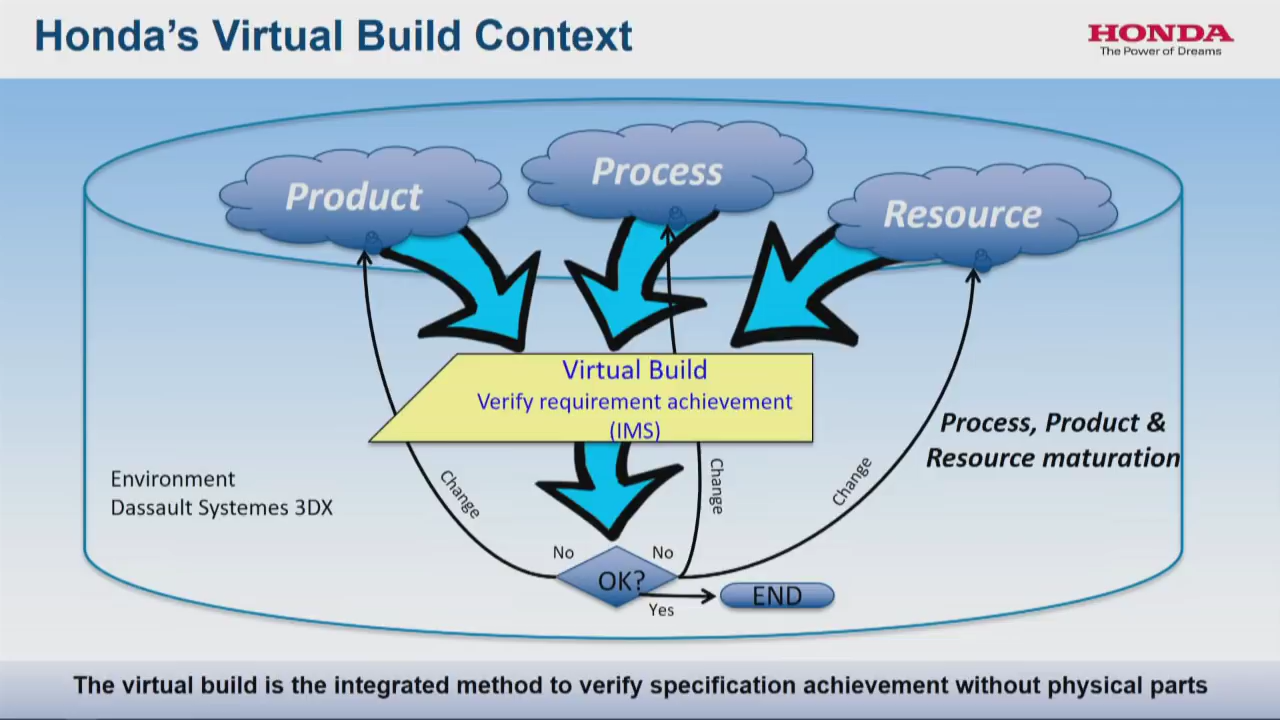 Honda's Virtual Build Context
HONDA
The Power of Dreams
Product
Process
Resource
Virtual Build
Verify requirement achievement
(IMS)
Process, Product &
Resource maturation
Environment
Dassault Systemes 3DX
Change
Change
Change
No
No
OK?
Yes
END
The virtual build is the integrated method to verify specification achievement without physical parts